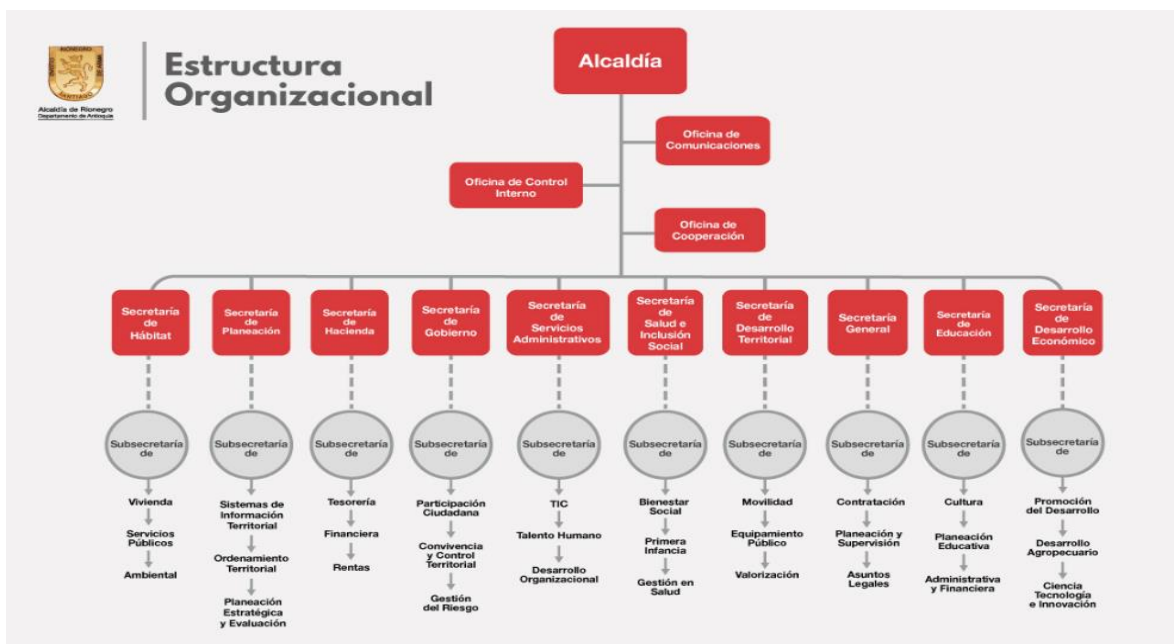 RIONEGRO
SANTIAGO
Alcaldía de Rionegro
Departamento de Antioquia
Estructura
Organizacional
Alcaldía
Oficina de
Comunicaciones
Oficina de Control
Interno
Oficina de
Cooperación
Secretaría
de
Hábitat
Secretaría
de
Planeación
Secretaría
de
Hacienda
Secretaría
de
Gobierno
Secretaría
de
Servicios
Administrativos
Secretaría
de
Salud e
Inclusión
Social
Secretaría
de
Desarrollo
Territorial
Secretaría
General
Secretaría
de
Educación
Secretaría
de
Desarrollo
Económico
Subsecretaría
de
Subsecretaría
de
Subsecretaría
de
Subsecretaría
de
Subsecretaría
de
Subsecretaría
de
Subsecretaría
de
Subsecretaría
de
Subsecretaría
de
Subsecretaría
de
Vivienda
Servicios
Públicos
Ambiental
Sistemas de
Información
Territorial
Ordenamiento
Territorial
Planeación
Estratégica
y Evaluación
Tesorería
Financiera
Rentas
Participación
Ciudadana
Convivencia
y Control
Territorial
Gestión
del Riesgo
TIC
Talento Humano
Desarrollo
Organizacional
Bienestar
Social
Primera
Infancia
Gestión en
Salud
Movilidad
Equipamiento
Público
Valorización
Contratación
Planeación y
Supervisión
Asuntos
Legales
Cultura
Planeación
Educativa
Administrativa
y Financiera
Promoción
del Desarrollo
Desarrollo
Agropecuario
Ciencia
Tecnología
e Innovación